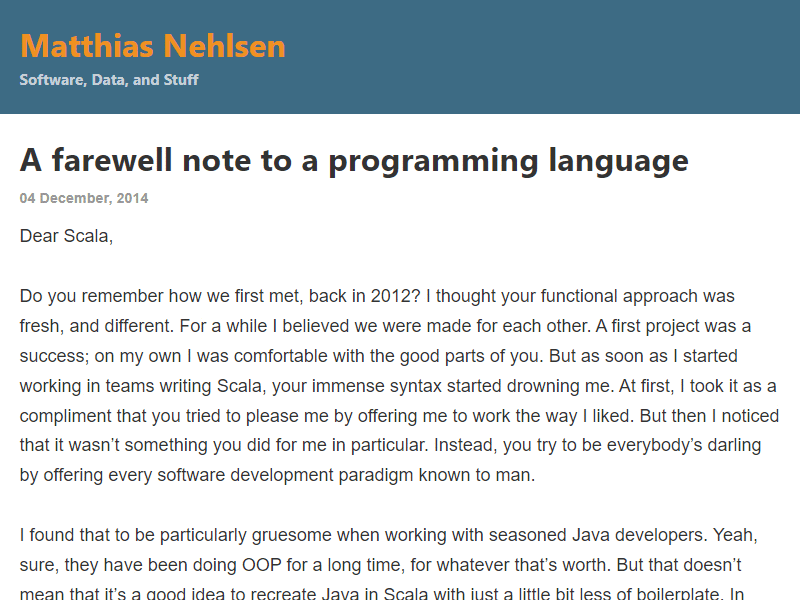 Matthias Nehlsen
Software, Data, and Stuff
A farewell note to a programming language
04 December, 2014
Dear Scala,
Do you remember how we first met, back in 2012? I thought your functional approach was
fresh, and different. For a while I believed we were made for each other. A first project was a
success; on my own I was comfortable with the good parts of you. But as soon as I started
working in teams writing Scala, your immense syntax started drowning me. At first, I took it as a
compliment that you tried to please me by offering me to work the way I liked. But then I noticed
that it wasn’t something you did for me in particular. Instead, you try to be everybody’s darling
by offering every software development paradigm known to man.
I found that to be particularly gruesome when working with seasoned Java developers. Yeah,
sure, they have been doing OOP for a long time, for whatever that’s worth. But that doesn’t
mean that it’s a good idea to recreate Java in Scala with just a little bit less of boilerplate. In